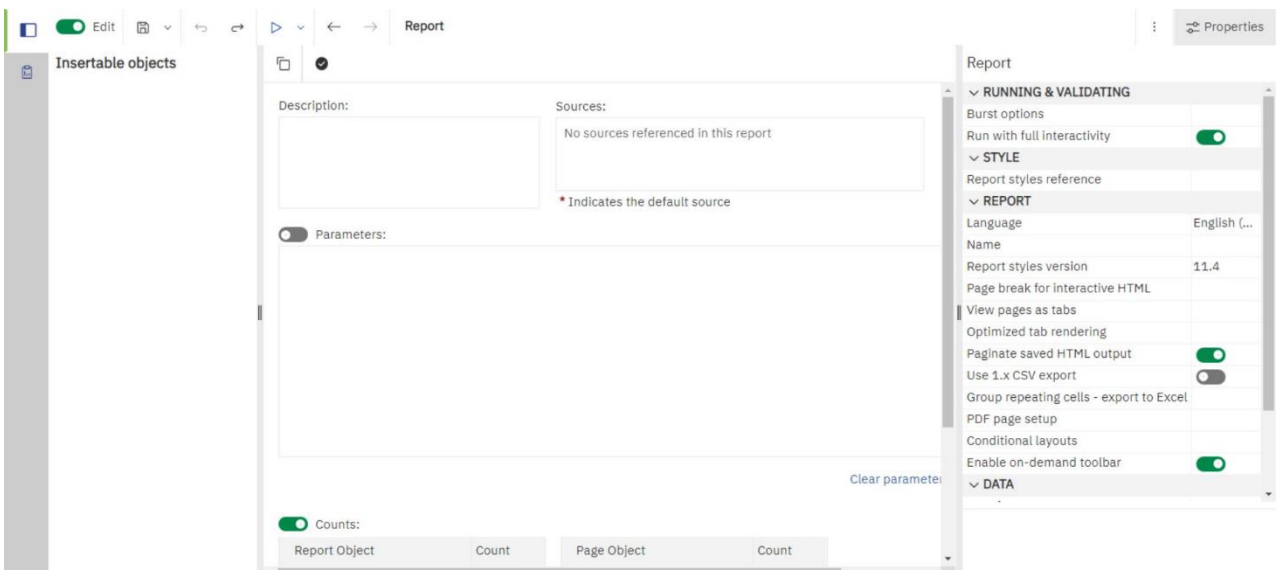 Edit
Report
Properties
Insertable objects
Description:
Sources:
No sources referenced in this report
* Indicates the default source
Parameters:
Clear parameter
Counts:
Report Object
Count
Page Object
Count
Report
RUNNING & VALIDATING
Burst options
Run with full interactivity
STYLE
Report styles reference
REPORT
Language English (...
Name
Report styles version 11.4
Page break for interactive HTML
View pages as tabs
Optimized tab rendering
Paginate saved HTML output
Use 1.x CSV export
Group repeating cells - export to Excel
PDF page setup
Conditional layouts
Enable on-demand toolbar
DATA